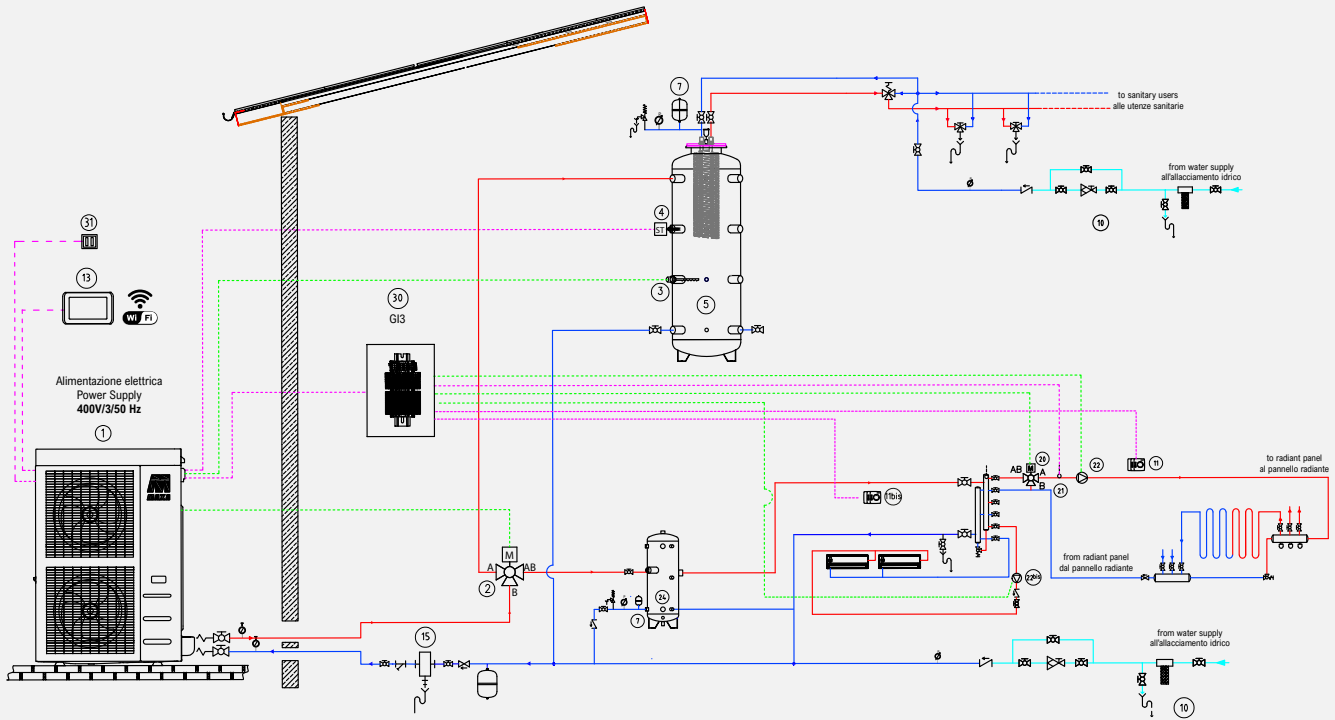 7
to sanitary users
alle utenze sanitarie
from water supply
all'allacciamento idrico
10
4
ST
31
13
Wi Fi
3
5
30
GI3
Alimentazione elettrica
Power Supply
400V/3/50 Hz
1
20
M
AB
A
B
21
22
11
to radiant panel
al pannello radiante
11bis
M
A
AB
2
B
24
7
22bis
from radiant panel
dal pannello radiante
15
from water supply
all'allacciamento idrico
10